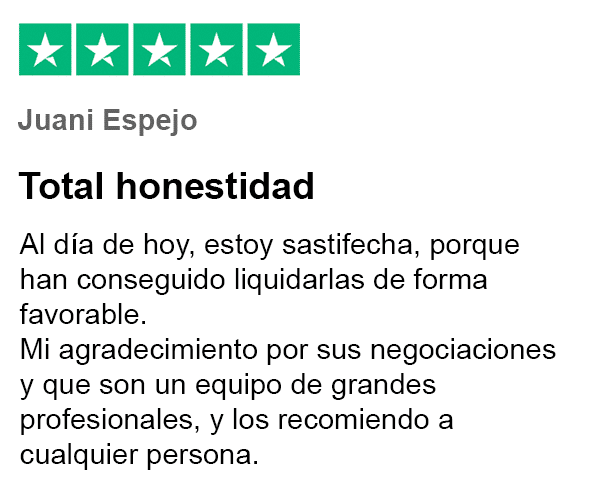 Juani Espejo
Total honestidad
Al día de hoy, estoy sastifecha, porque
han conseguido liquidarlas de forma
favorable.
Mi agradecimiento por sus negociaciones
y que son un equipo de grandes
profesionales, y los recomiendo a
cualquier persona.